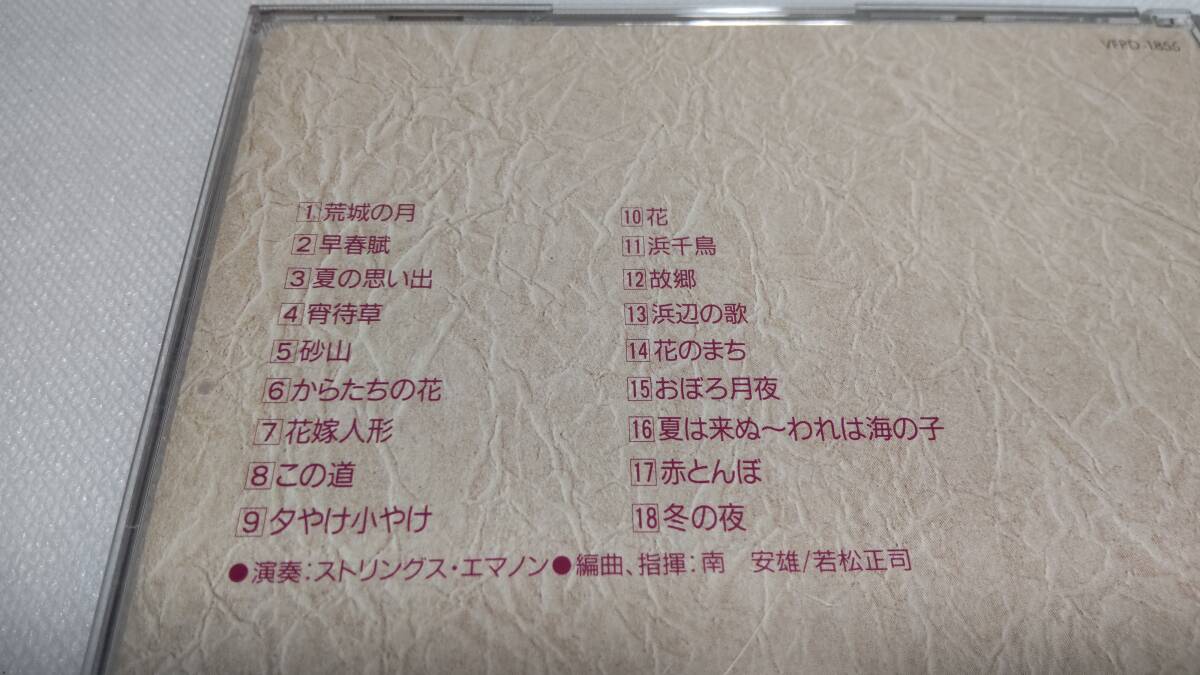 VFPD-1855
1 荒城の月
2 早春賦
3 夏の思い出
4 宵待草
5 砂山
6 からたちの花
7 花嫁人形
8 この道
9 夕やけ小やけ
10 花
11 浜千鳥
12 故郷
13 浜辺の歌
14 花のまち
15 おぼろ月夜
16 夏は来ぬ～われは海の子
17 赤とんぼ
18 冬の夜
●演奏:ストリングス・エマノン●編曲、指揮:南　安雄/若松正司